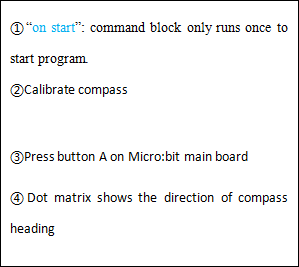 ①“on start”: command block only runs once to
start program.
②Calibrate compass
③Press button A on Micro:bit main board
④ Dot matrix shows the direction of compass
heading